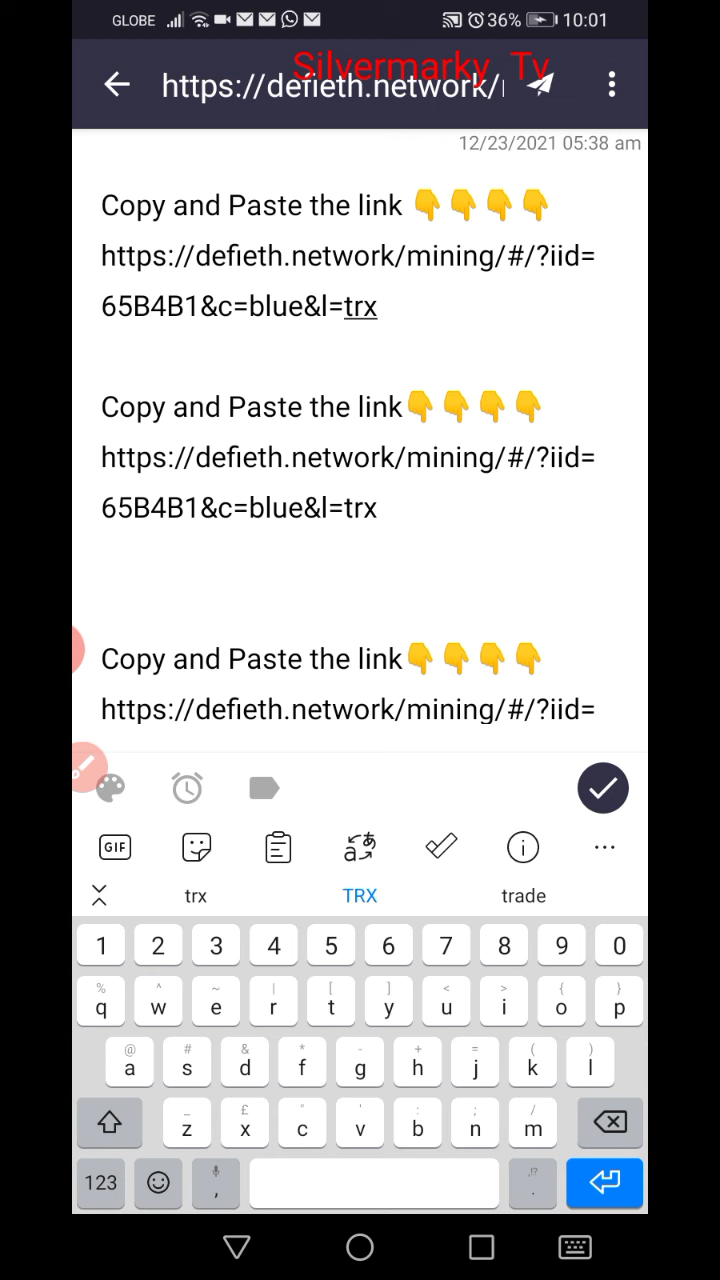 GLOBE 36% 10:01
Silvermarky Tv
https://defieth.network/
12/23/2021 05:38 am
Copy and Paste the link 👇👇👇👇
https://defieth.network/mining/#/?iid=
65B4B1&c=blue&l=trx
Copy and Paste the link👇👇👇👇
https://defieth.network/mining/#/?iid=
65B4B1&c=blue&l=trx
Copy and Paste the link👇👇👇👇
https://defieth.network/mining/#/?iid=
GIF
trx TRX trade
1 2 3 4 5 6 7 8 9 0
% ^ ~ | [ ] < > { }
q w e r t y u i o p
@ # & * - + = ( )
a s d f g h j k l
_ £ " ' : ; /
z x c v b n m
123 , .